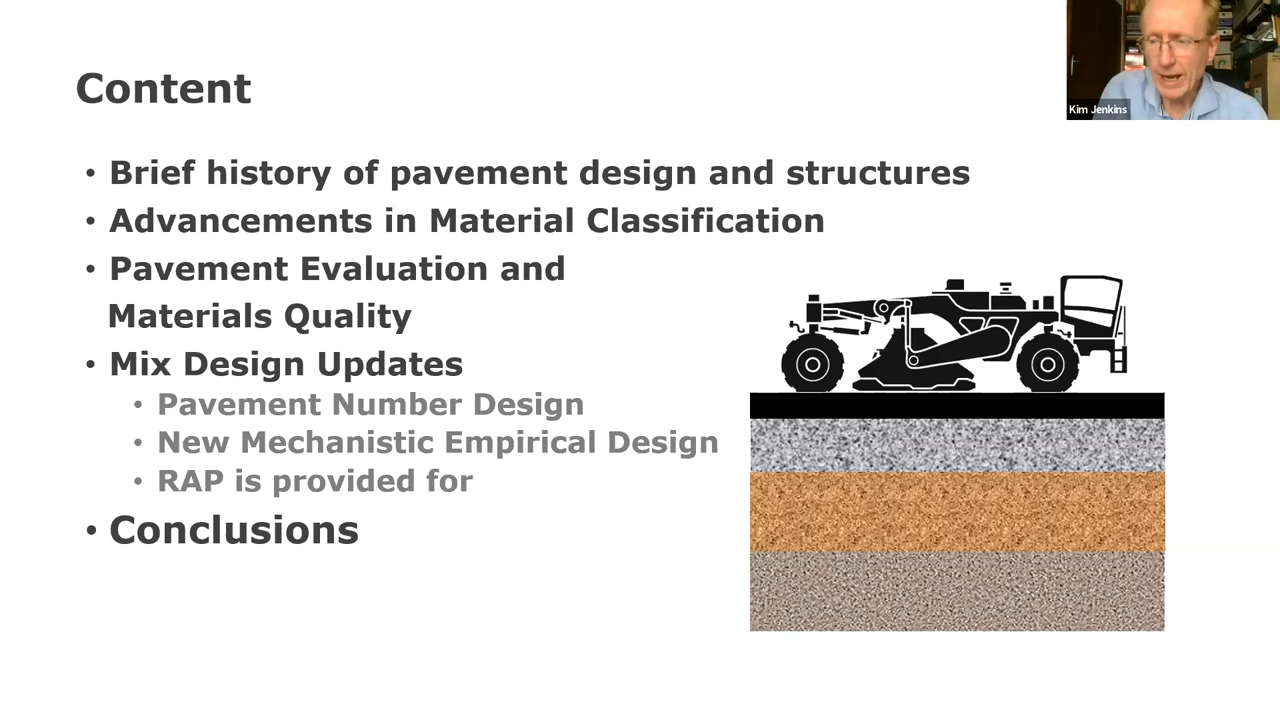 Content
Kim Jenkins
• Brief history of pavement design and structures
• Advancements in Material Classification
• Pavement Evaluation and
Materials Quality
• Mix Design Updates
• Pavement Number Design
• New Mechanistic Empirical Design
• RAP is provided for
• Conclusions